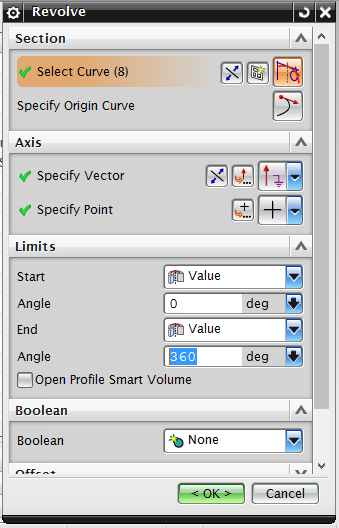 Revolve
Section
Select Curve (8)
Specify Origin Curve
Axis
Specify Vector
Specify Point
Limits
Start Value
Angle 0 deg
End Value
Angle 360 deg
Open Profile Smart Volume
Boolean
Boolean None
Offset
< OK > Cancel